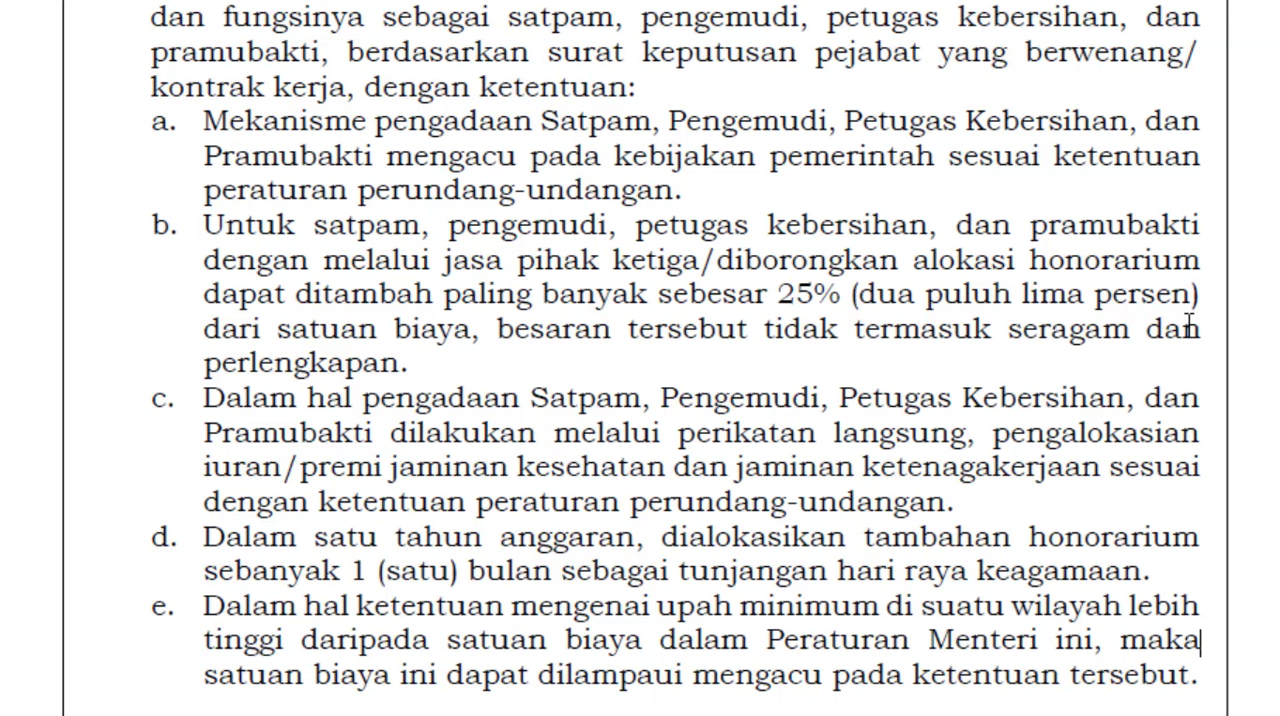 dan fungsinya sebagai satpam, pengemudi, petugas kebersihan, dan
pramubakti, berdasarkan surat keputusan pejabat yang berwenang/
kontrak kerja, dengan ketentuan:
a. Mekanisme pengadaan Satpam, Pengemudi, Petugas Kebersihan, dan
Pramubakti mengacu pada kebijakan pemerintah sesuai ketentuan
peraturan perundang-undangan.
b. Untuk satpam, pengemudi, petugas kebersihan, dan pramubakti
dengan melalui jasa pihak ketiga/diborongkan alokasi honorarium
dapat ditambah paling banyak sebesar 25% (dua puluh lima persen)
dari satuan biaya, besaran tersebut tidak termasuk seragam dan
perlengkapan.
c. Dalam hal pengadaan Satpam, Pengemudi, Petugas Kebersihan, dan
Pramubakti dilakukan melalui perikatan langsung, pengalokasian
iuran/premi jaminan kesehatan dan jaminan ketenagakerjaan sesuai
dengan ketentuan peraturan perundang-undangan.
d. Dalam satu tahun anggaran, dialokasikan tambahan honorarium
sebanyak 1 (satu) bulan sebagai tunjangan hari raya keagamaan.
e. Dalam hal ketentuan mengenai upah minimum di suatu wilayah lebih
tinggi daripada satuan biaya dalam Peraturan Menteri ini, maka
satuan biaya ini dapat dilampaui mengacu pada ketentuan tersebut.